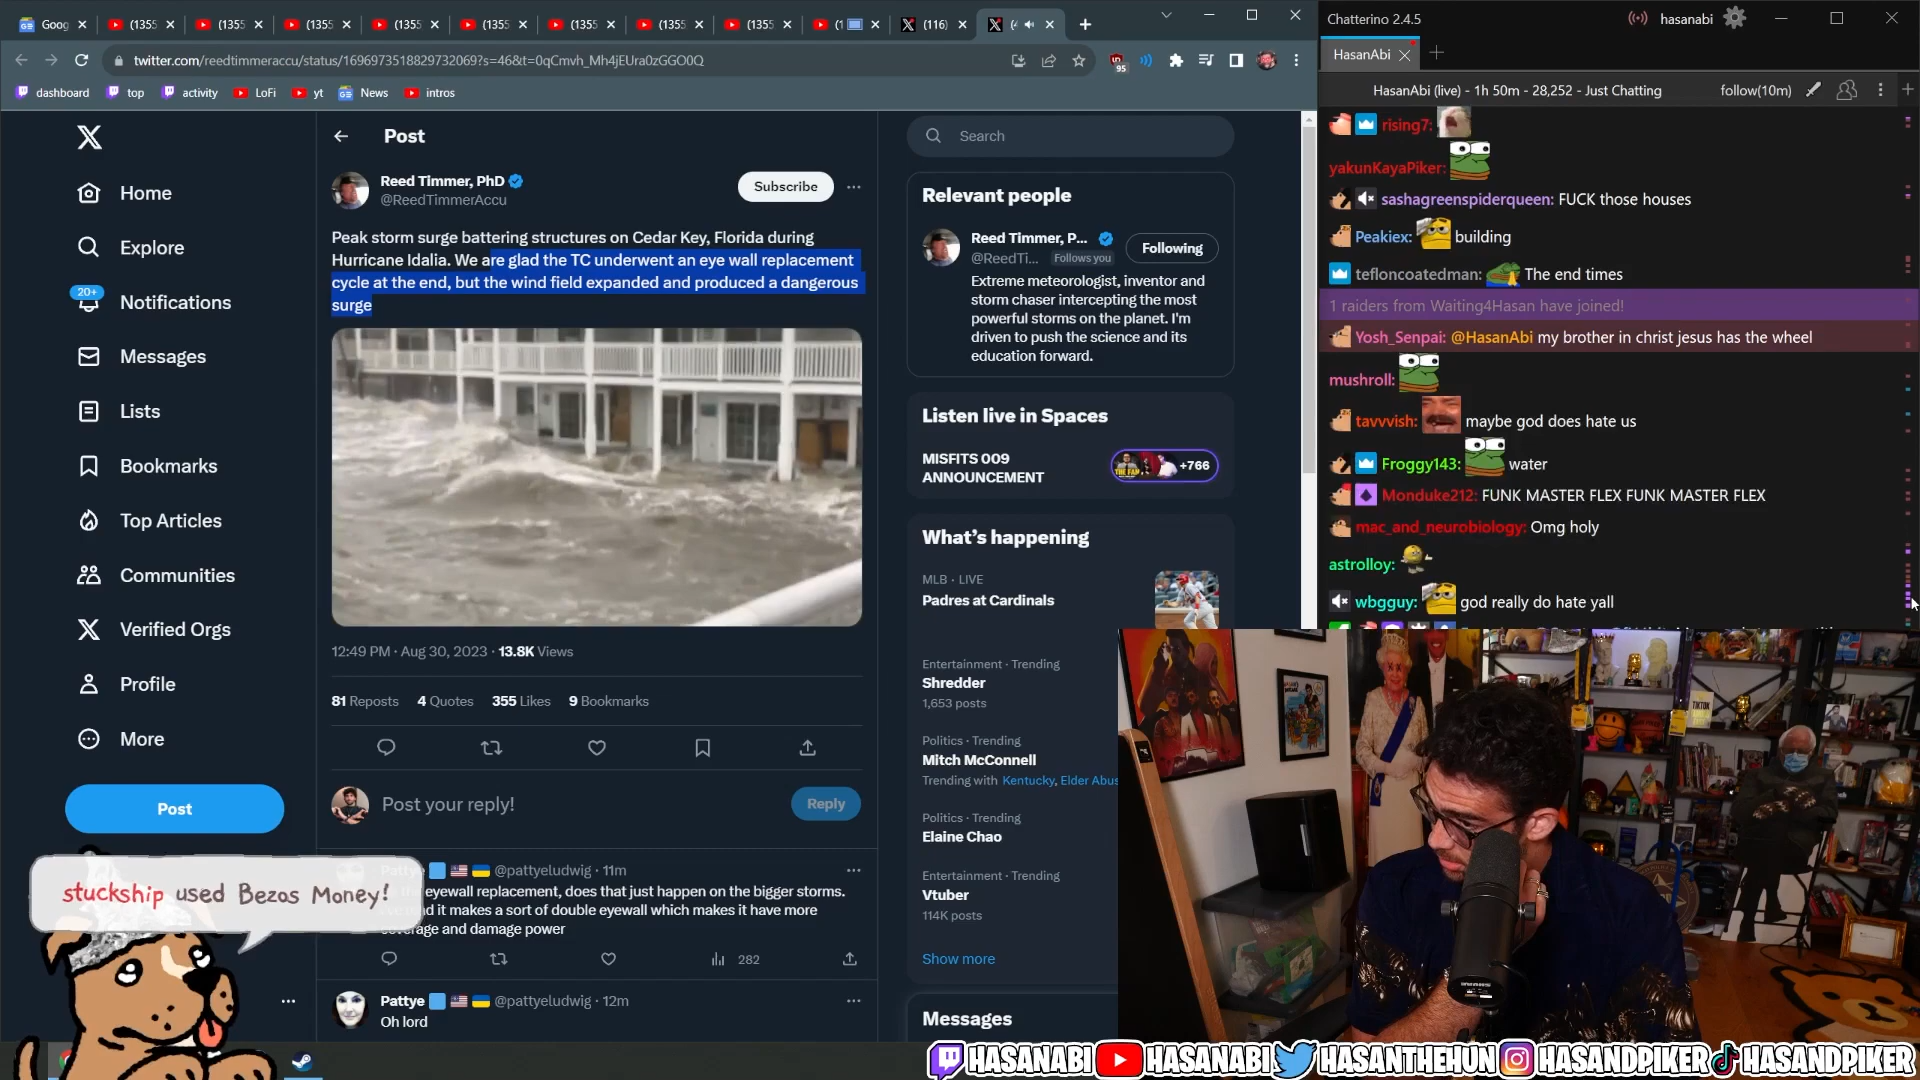 Goog
(1355
(1355
(1355
(1355
(1355
(1355
(1355
(1355
(1
(116)
(
twitter.com/reedtimmeraccu/status/1696973518829732069?s=46&t=0qCmvh_Mh4jEUra0zGGO0Q
95
dashboard
top
activity
LoFi
yt
News
intros
Home
Explore
20+
Notifications
Messages
Lists
Bookmarks
Top Articles
Communities
Verified Orgs
Profile
More
Post
Post
Reed Timmer, PhD
@ReedTimmerAccu
Subscribe
Peak storm surge battering structures on Cedar Key, Florida during
Hurricane Idalia. We are glad the TC underwent an eye wall replacement
cycle at the end, but the wind field expanded and produced a dangerous
surge
12:49 PM · Aug 30, 2023 · 13.8K Views
81 Reposts 4 Quotes 355 Likes 9 Bookmarks
Post your reply!
Reply
@pattyeludwig · 11m
eyewall replacement, does that just happen on the bigger storms.
it makes a sort of double eyewall which makes it have more
and damage power
282
Pattye @pattyeludwig · 12m
Oh lord
stuckship used Bezos Money!
Search
Relevant people
Reed Timmer, P...
@ReedTi... Follows you
Following
Extreme meteorologist, inventor and
storm chaser intercepting the most
powerful storms on the planet. I'm
driven to push the science and its
education forward.
Listen live in Spaces
MISFITS 009
ANNOUNCEMENT
+766
What's happening
MLB · LIVE
Padres at Cardinals
Entertainment · Trending
Shredder
1,653 posts
Politics · Trending
Mitch McConnell
Trending with Kentucky, Elder Abus
Politics · Trending
Elaine Chao
Entertainment · Trending
Vtuber
114K posts
Show more
Messages
Chatterino 2.4.5
hasanabi
HasanAbi
HasanAbi (live) - 1h 50m - 28,252 - Just Chatting
follow(10m)
rising7:
yakunKayaPiker:
sashagreenspiderqueen: FUCK those houses
Peakiex: building
tefloncoatedman: The end times
1 raiders from Waiting4Hasan have joined!
Yosh_Senpai: @HasanAbi my brother in christ jesus has the wheel
mushroll:
tavvvish: maybe god does hate us
Froggy143: water
Monduke212: FUNK MASTER FLEX FUNK MASTER FLEX
mac_and_neurobiology: Omg holy
astrolloy:
wbgguy: god really do hate yall
HASANABI
HASANABI
HASANTHEHUN
HASANDPIKER
HASANDPIKER